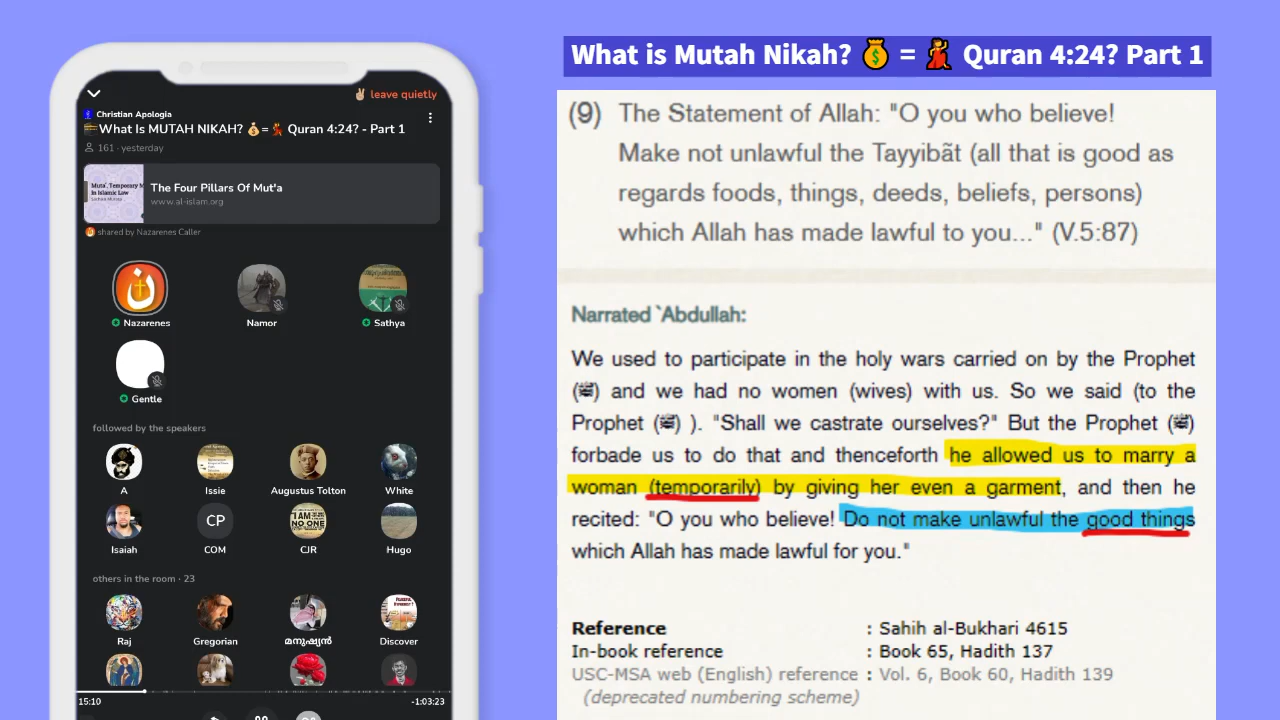 What is Mutah Nikah? 💰 = 💃 Quran 4:24? Part 1
✌🏼 leave quietly
Christian Apologia
What Is MUTAH NIKAH? 💰=💃 Quran 4:24? - Part 1
161 · yesterday
The Four Pillars Of Mut'a
www.al-islam.org
shared by Nazarenes Caller
Nazarenes
Namor
Sathya
Gentle
followed by the speakers
A
Issie
Augustus Tolton
White
CP
Isaiah
COM
CJR
Hugo
others in the room · 23
Raj
Gregorian
മനുഷ്യൻ
Discover
15:10
-1:03:23
(9) The Statement of Allah: "O you who believe!
Make not unlawful the Tayyibãt (all that is good as
regards foods, things, deeds, beliefs, persons)
which Allah has made lawful to you..." (V.5:87)
Narrated `Abdullah:
We used to participate in the holy wars carried on by the Prophet
(ﷺ) and we had no women (wives) with us. So we said (to the
Prophet (ﷺ) ). "Shall we castrate ourselves?" But the Prophet (ﷺ)
forbade us to do that and thenceforth he allowed us to marry a
woman (temporarily) by giving her even a garment, and then he
recited: "O you who believe! Do not make unlawful the good things
which Allah has made lawful for you."
Reference : Sahih al-Bukhari 4615
In-book reference : Book 65, Hadith 137
USC-MSA web (English) reference : Vol. 6, Book 60, Hadith 139
(deprecated numbering scheme)